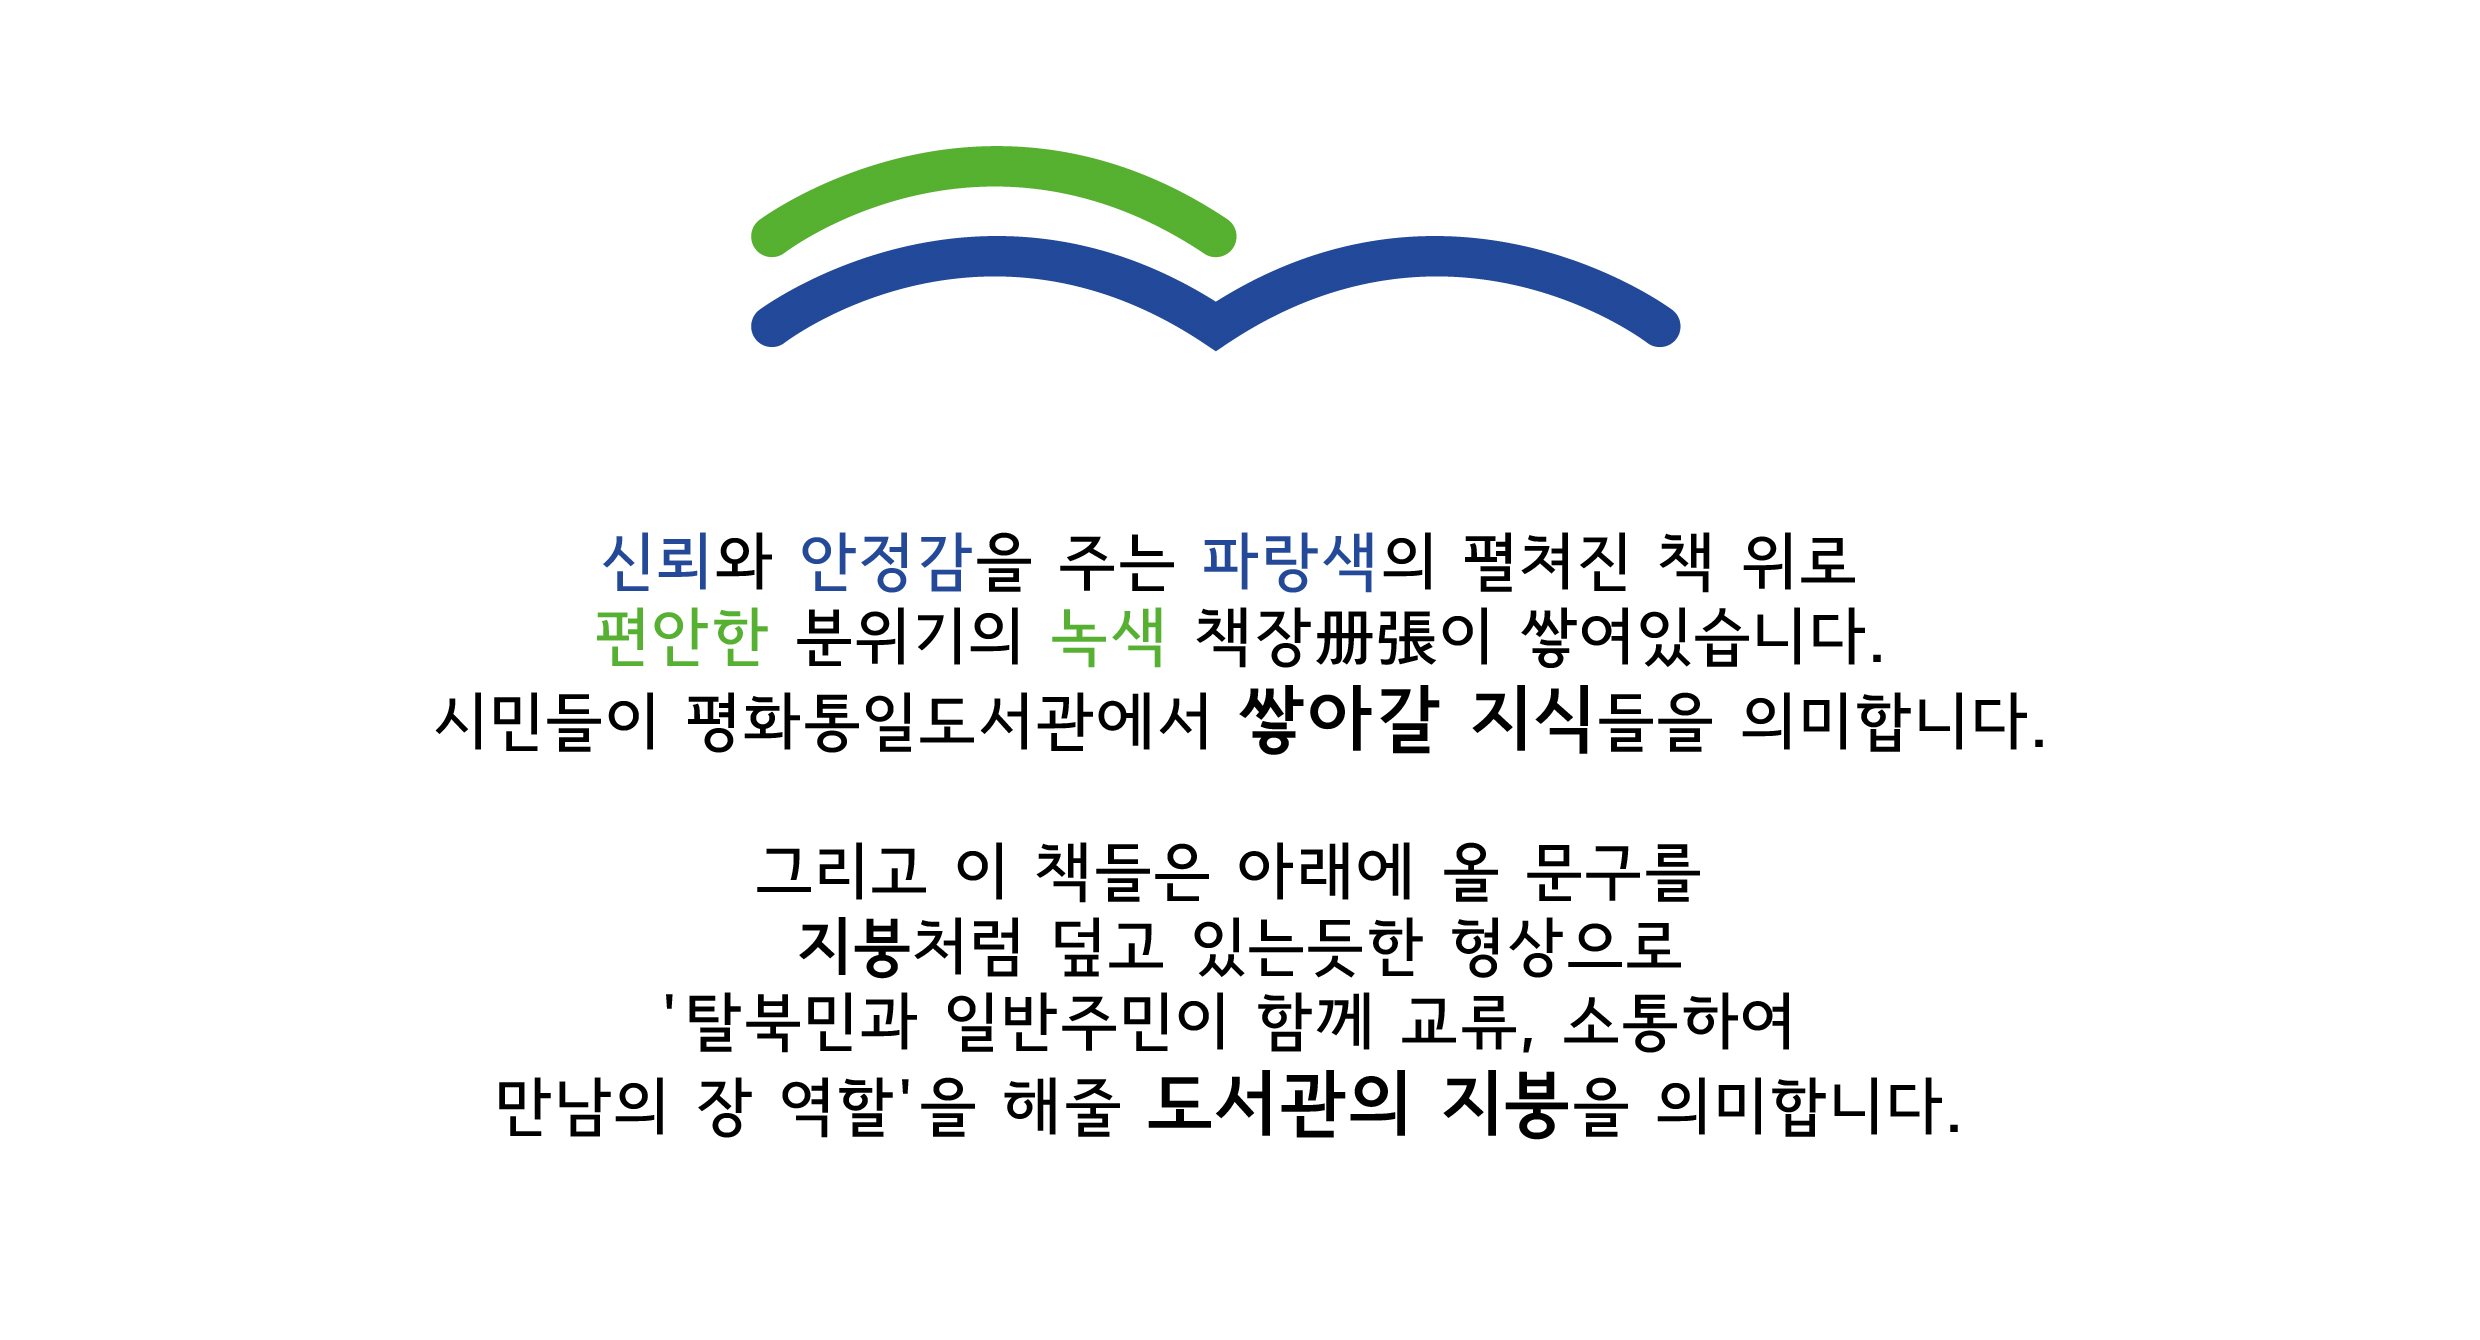 신뢰와 안정감을 주는 파랑색의 펼쳐진 책 위로
편안한 분위기의 녹색 책장册張이 쌓여있습니다.
시민들이 평화통일도서관에서 쌓아갈 지식들을 의미합니다.
그리고 이 책들은 아래에 올 문구를
지붕처럼 덮고 있는듯한 형상으로
'탈북민과 일반주민이 함께 교류, 소통하여
만남의 장 역할'을 해줄 도서관의 지붕을 의미합니다.